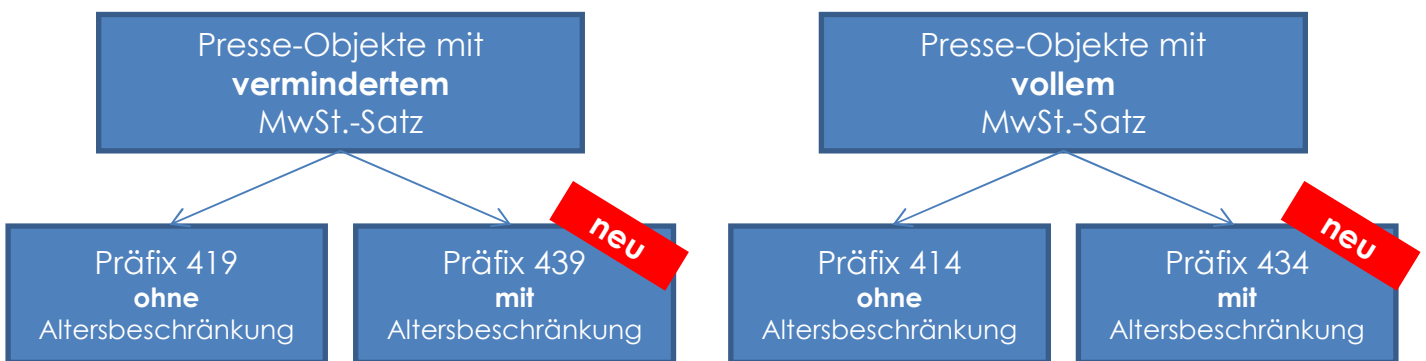 Presse-Objekte mit
vermindertem
MwSt.-Satz
Presse-Objekte mit
vollem
MwSt.-Satz
Präfix 419
ohne
Altersbeschränkung
neu
Präfix 439
mit
Altersbeschränkung
Präfix 414
ohne
Altersbeschränkung
neu
Präfix 434
mit
Altersbeschränkung